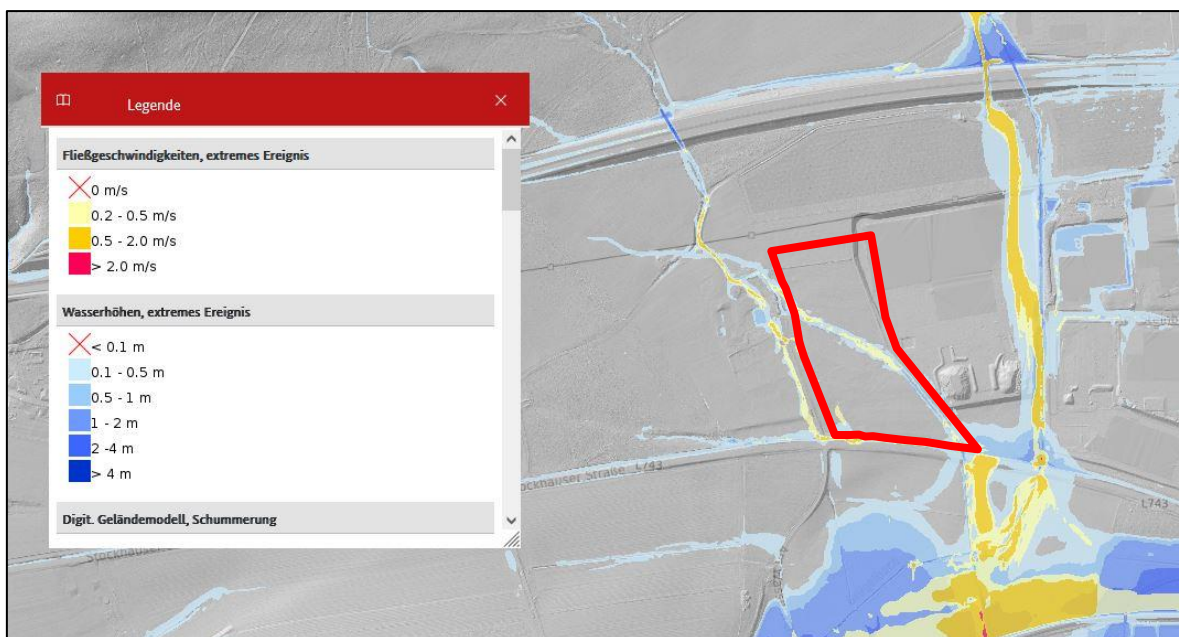 Legende
Fließgeschwindigkeiten, extremes Ereignis
0 m/s
0.2 - 0.5 m/s
0.5 - 2.0 m/s
> 2.0 m/s
Wasserhöhen, extremes Ereignis
< 0.1 m
0.1 - 0.5 m
0.5 - 1 m
1 - 2 m
2 -4 m
> 4 m
Digit. Geländemodell, Schummerung
Stockhauser Straße L743
L743